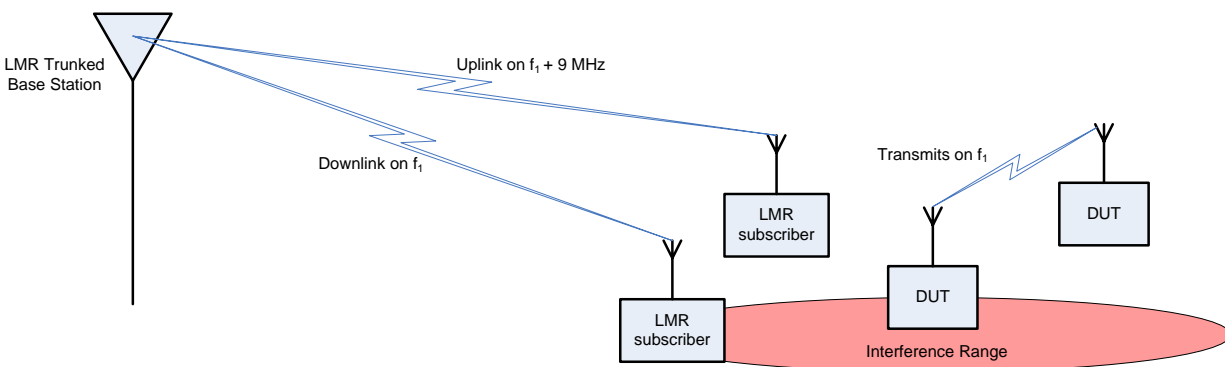 LMR Trunked
Base Station
Uplink on f1 + 9 MHz
Downlink on f1
Transmits on f1
LMR
subscriber
DUT
LMR
subscriber
DUT
Interference Range